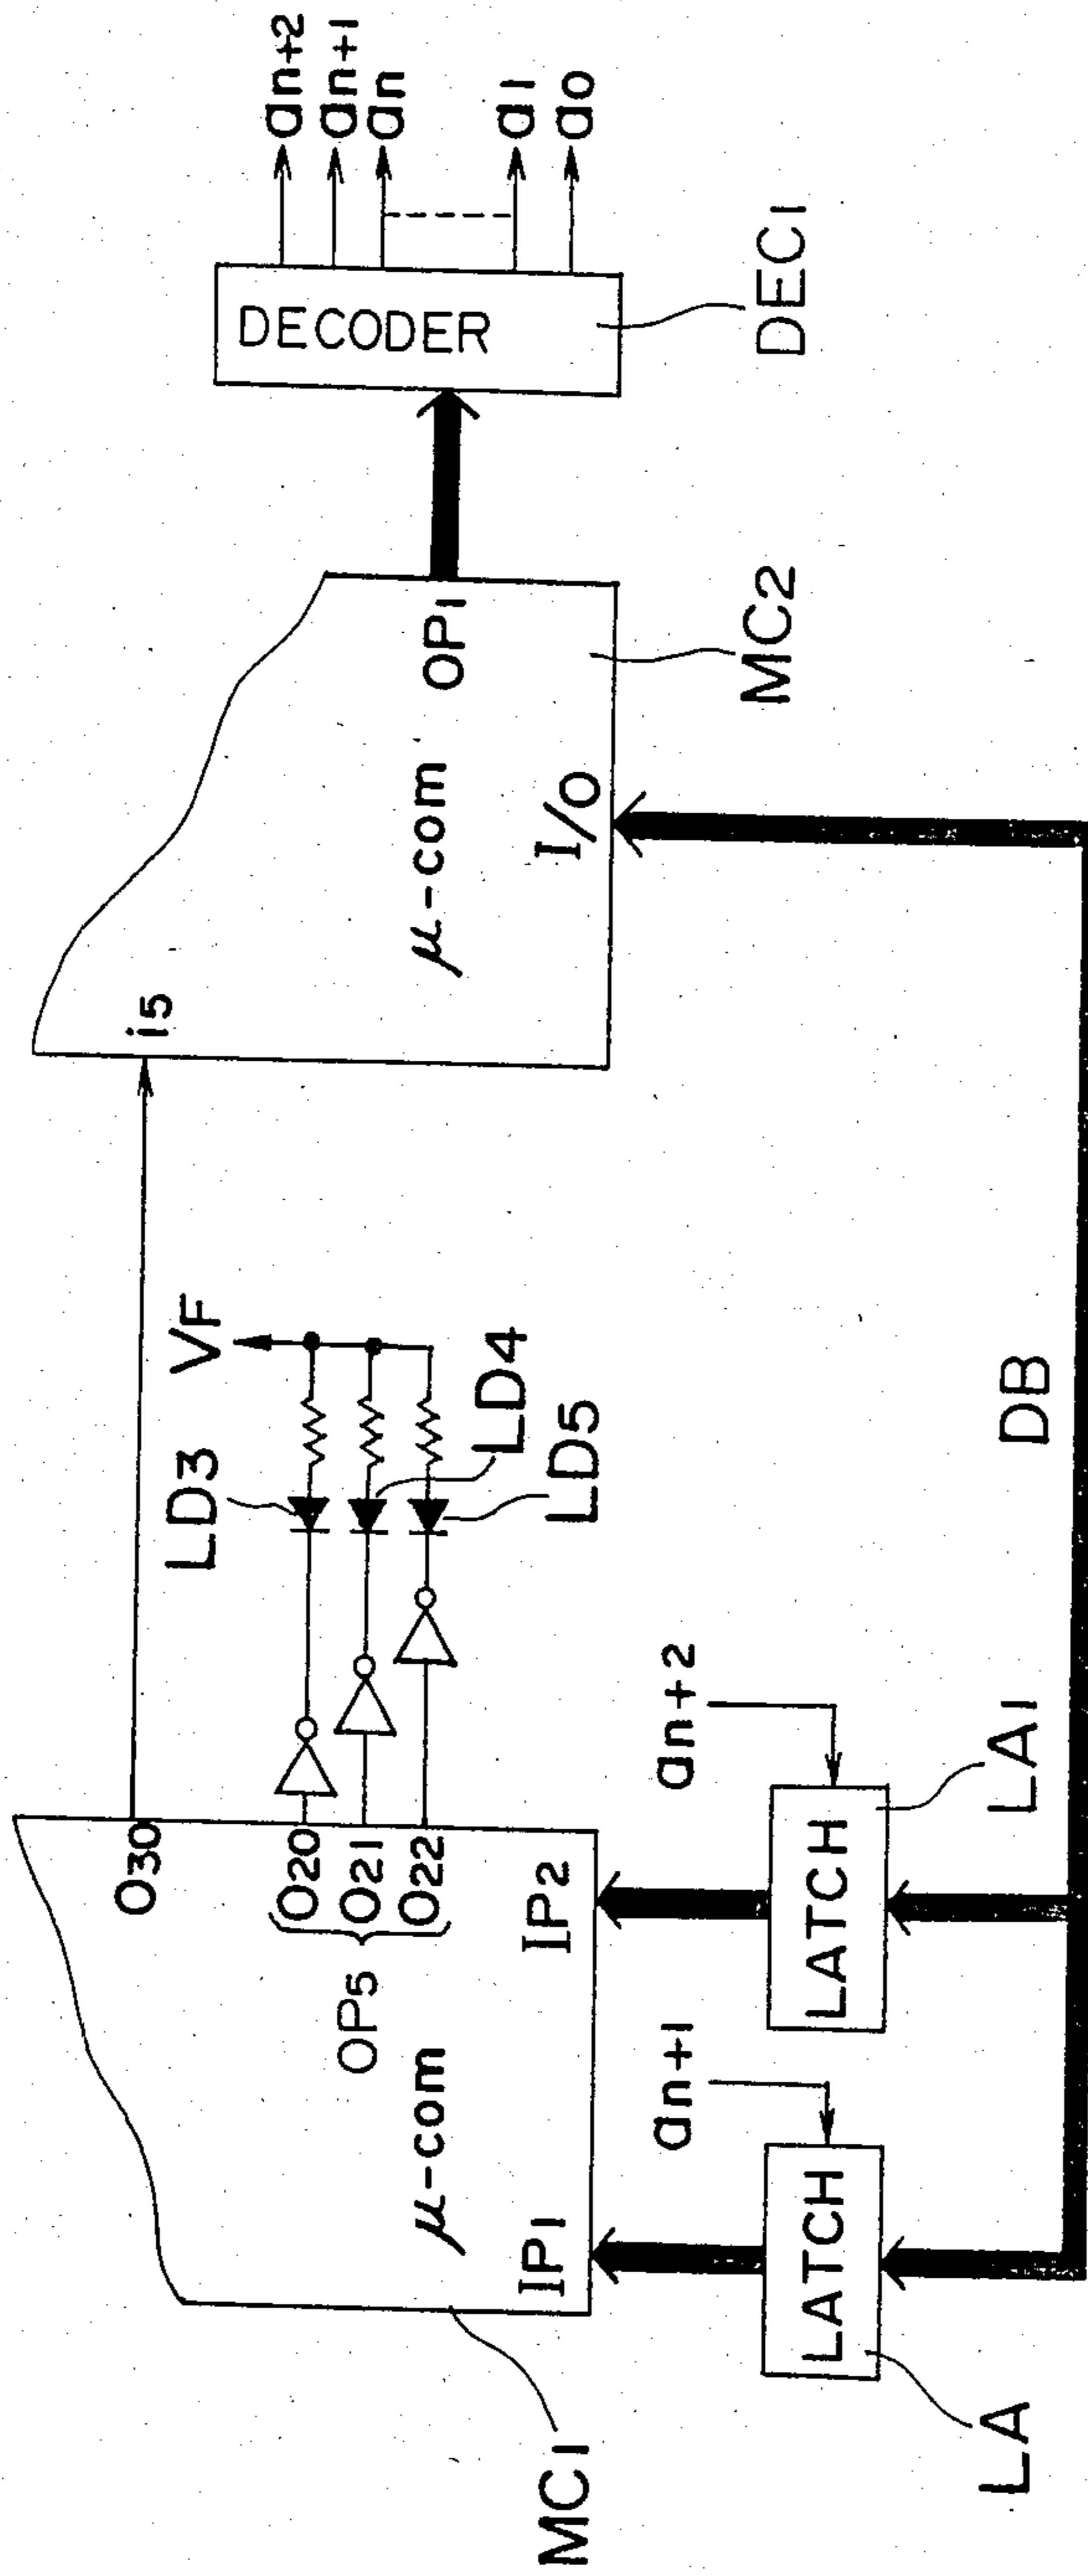 an+2
an+1
an
a1
a0
DECODER
DEC1
OP1
MC2
μ-com
I/O
i5
VF
LD3
LD4
LD5
DB
O30
O20
O21
O22
OP5
IP2
μ-com
IP1
MC1
an+2
LATCH
LA1
an+1
LATCH
LA